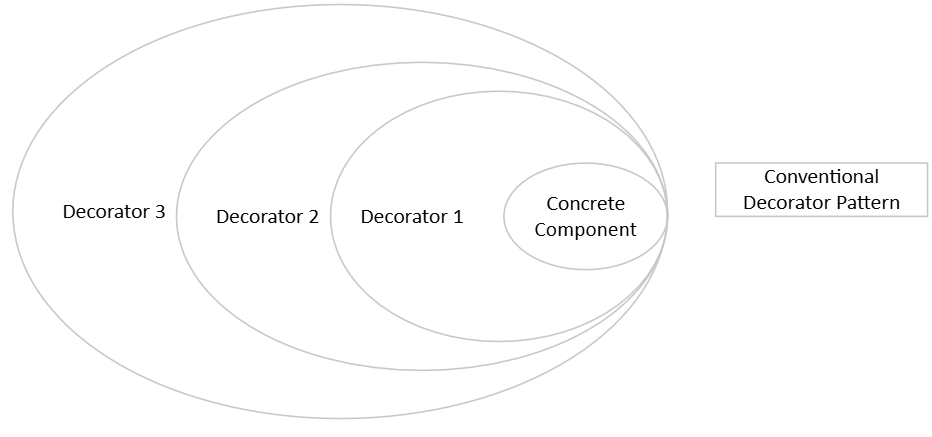 Decorator 3
Decorator 2
Decorator 1
Concrete
Component
Conventional
Decorator Pattern